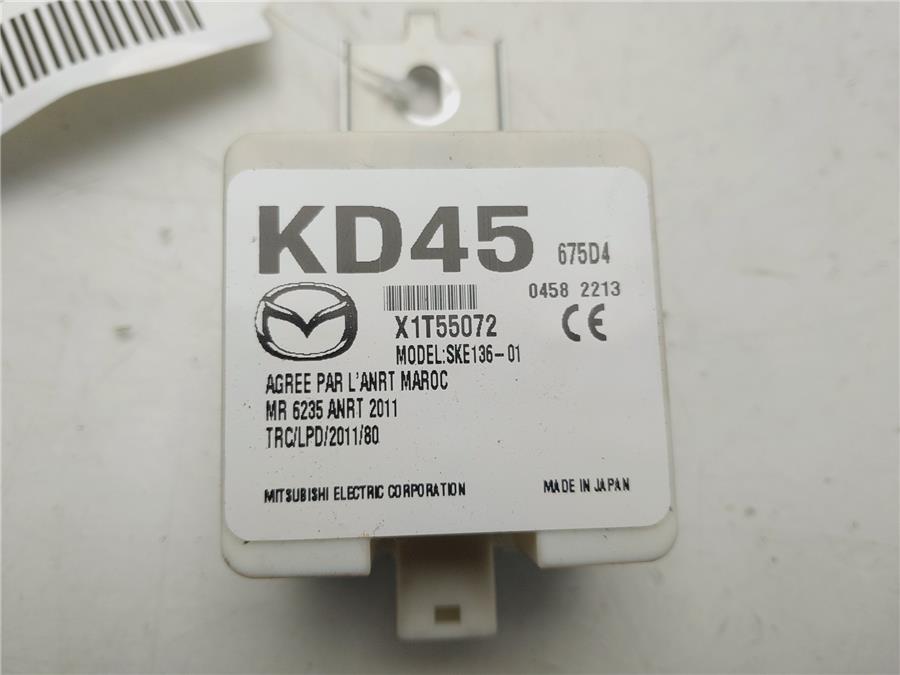 KD45 675D4
0458 2213
X1T55072 CE
MODEL:SKE136-01
AGREE PAR L'ANRT MAROC
MR 6235 ANRT 2011
TRC/LPD/2011/80
MITSUBISHI ELECTRIC CORPORATION MADE IN JAPAN